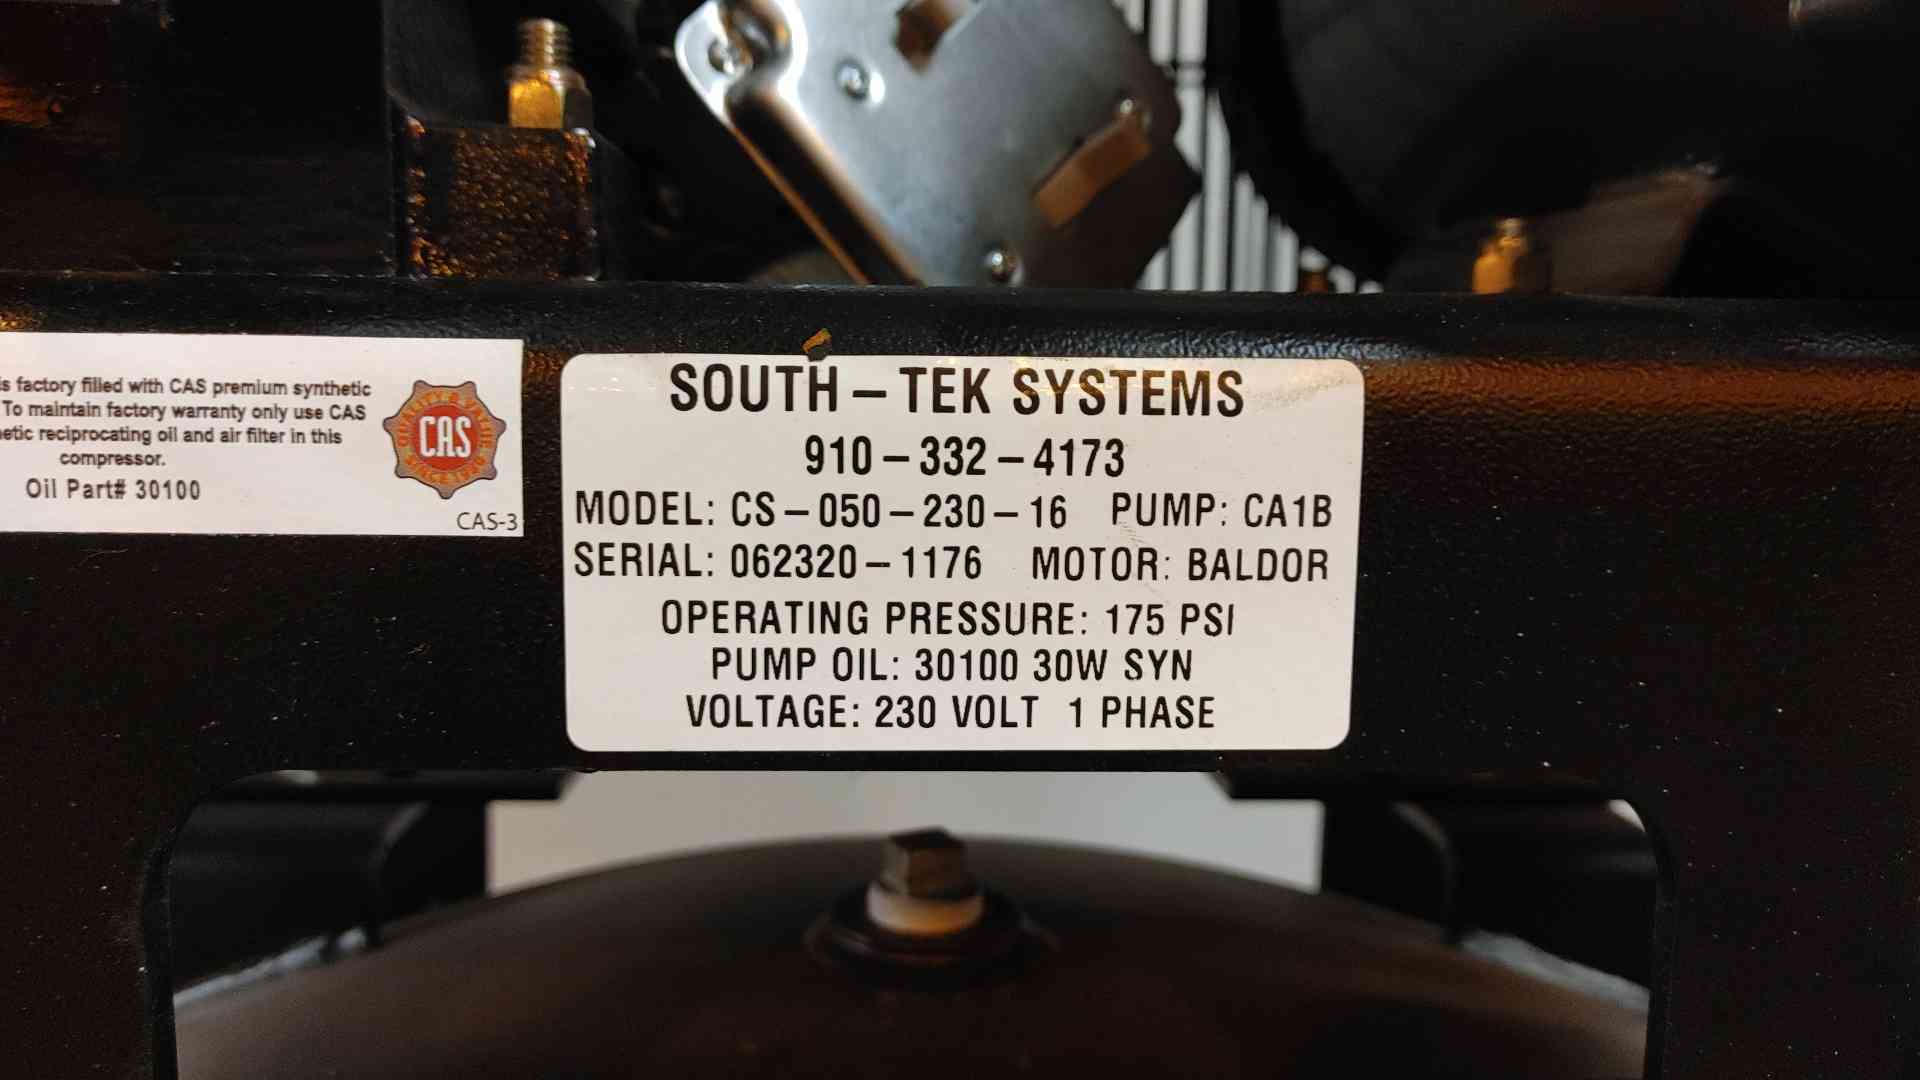 is factory filled with CAS premium synthetic
To maintain factory warranty only use CAS
etic reciprocating oil and air filter in this
compressor.
Oil Part# 30100
CAS
CAS-3
SOUTH-TEK SYSTEMS
910-332-4173
MODEL: CS-050-230-16 PUMP: CA1B
SERIAL: 062320-1176 MOTOR: BALDOR
OPERATING PRESSURE: 175 PSI
PUMP OIL: 30100 30W SYN
VOLTAGE: 230 VOLT 1 PHASE